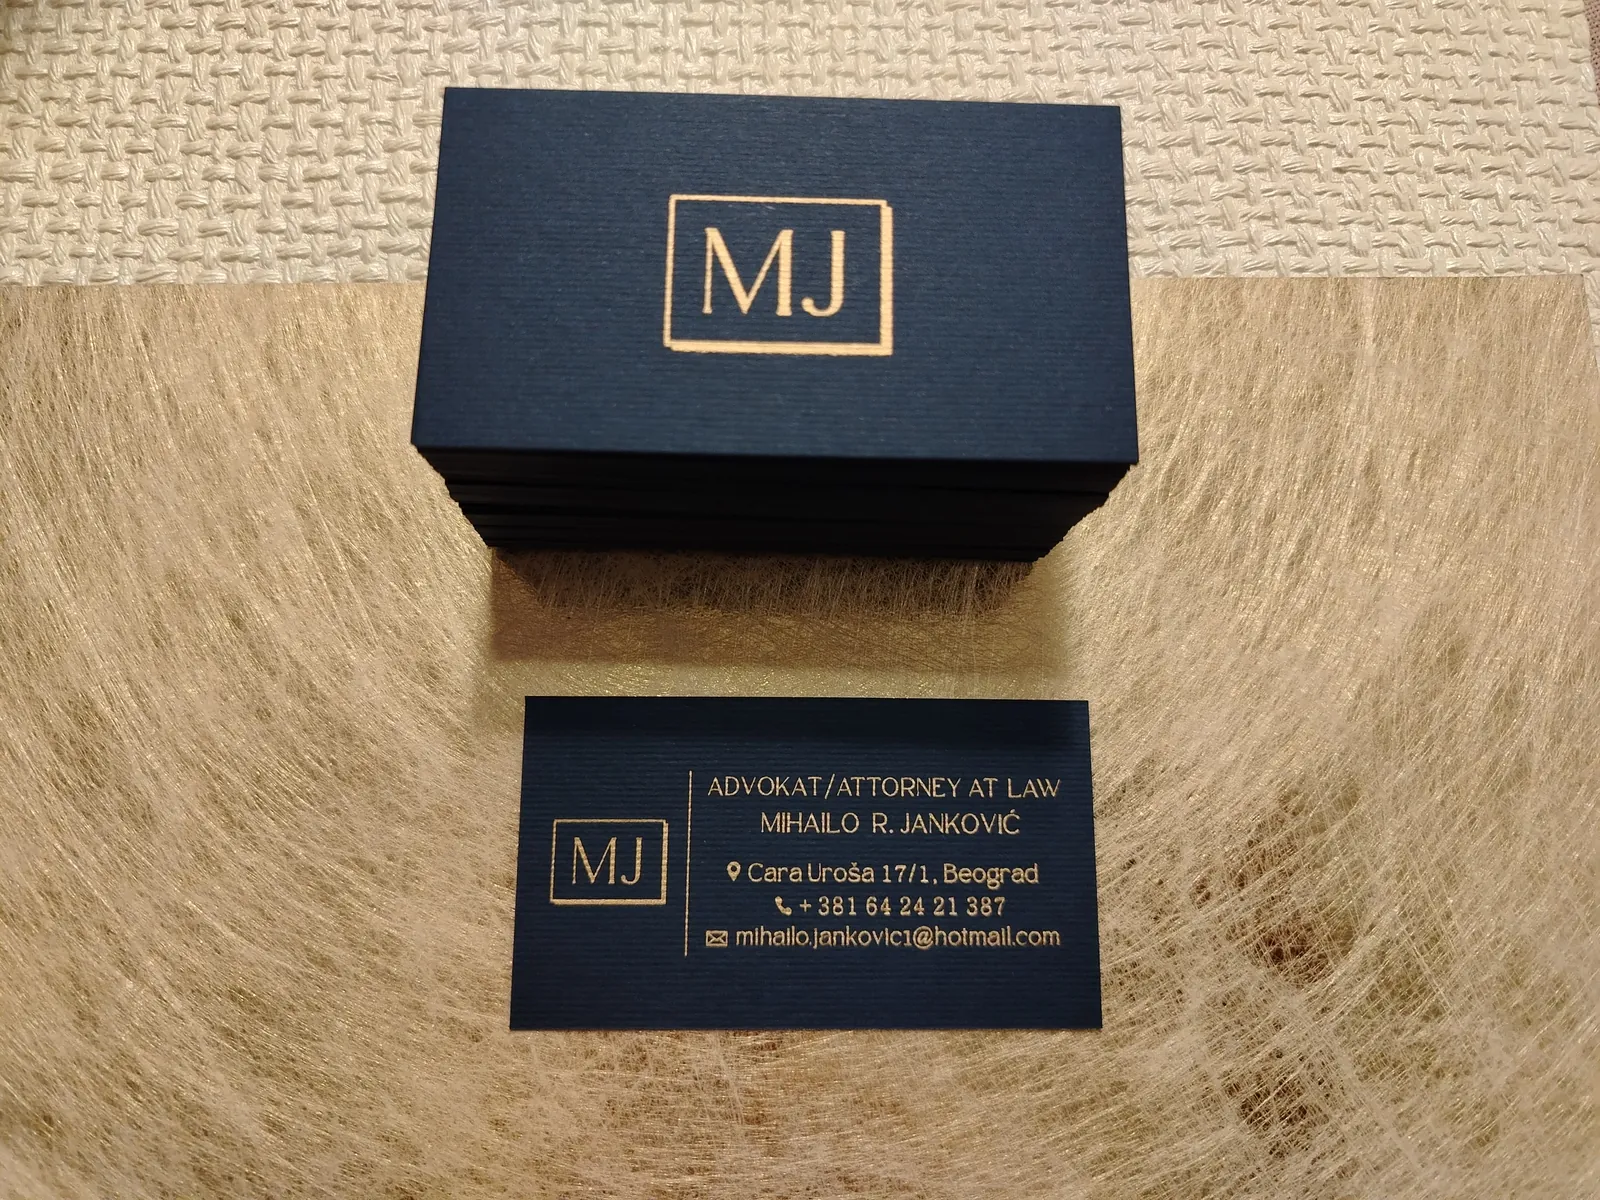 MJ
MJ
ADVOKAT/ATTORNEY AT LAW
MIHAILO R. JANKOVIĆ
Cara Uroša 17/1, Beograd
+ 381 64 24 21 387
mihailo.jankovic1@hotmail.com